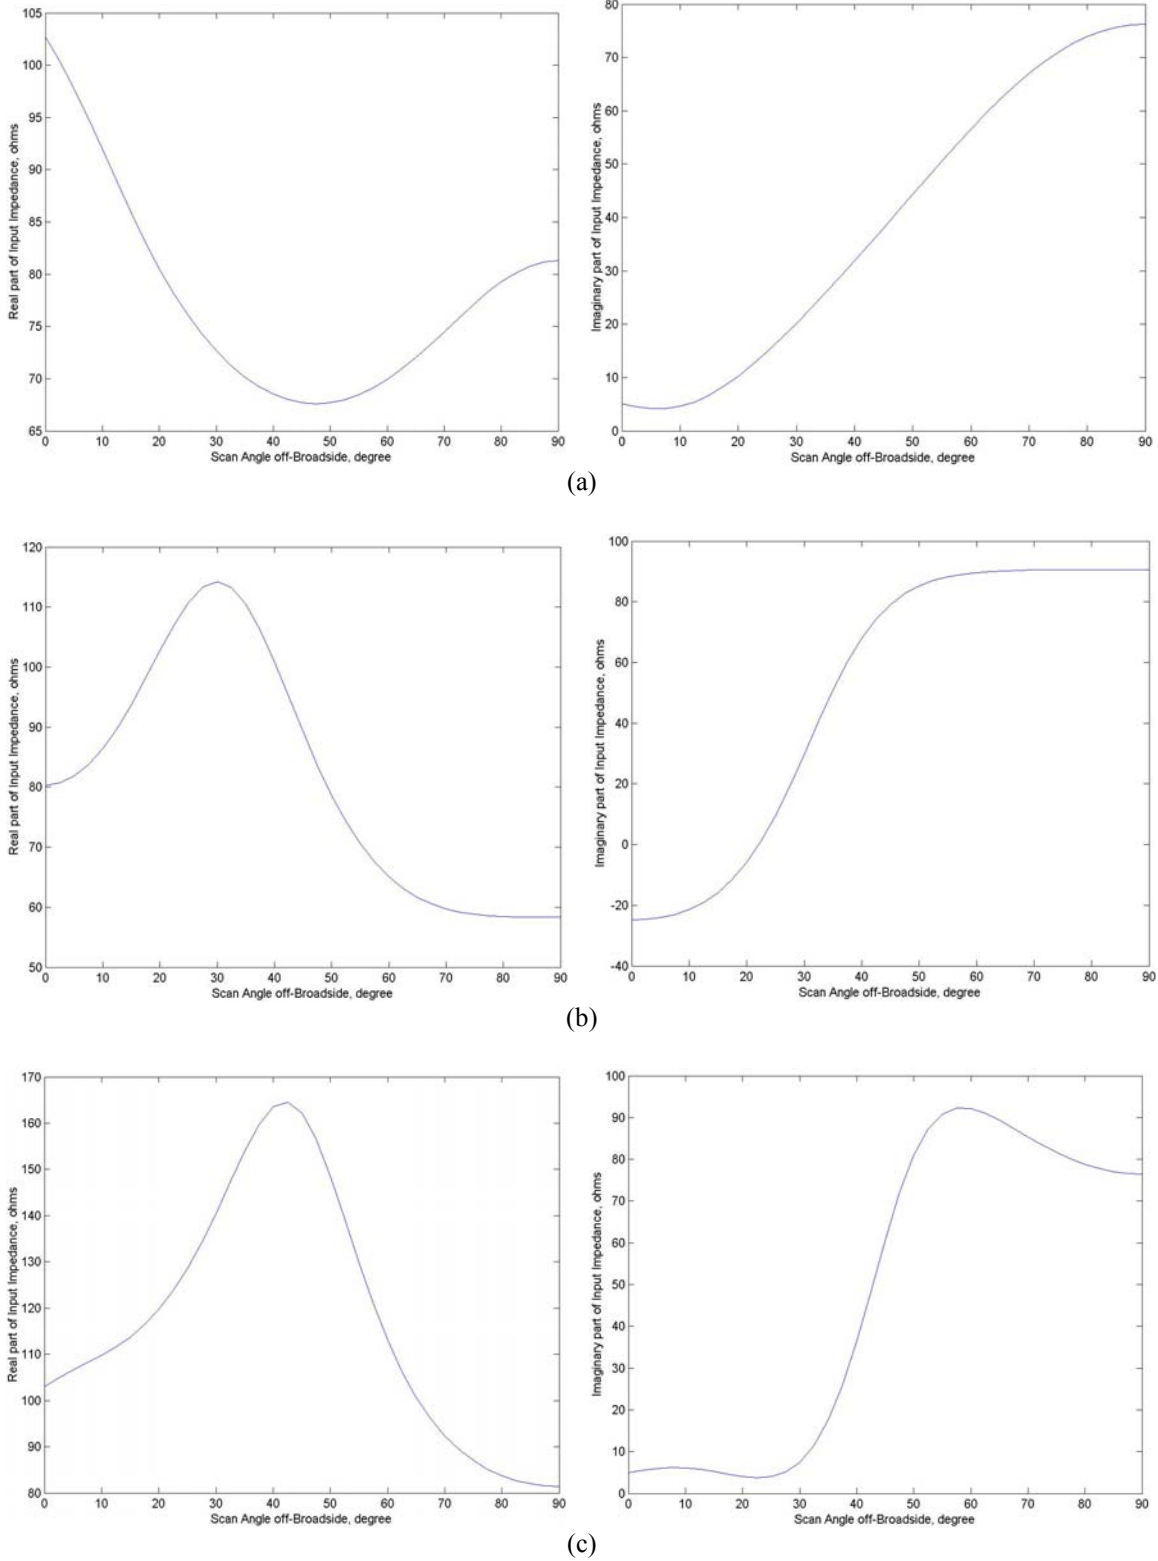 105
100
95
90
85
80
75
70
65
Real part of Input Impedance, ohms
0 10 20 30 40 50 60 70 80 90
Scan Angle off-Broadside, degree
80
70
60
50
40
30
20
10
0
Imaginary part of Input Impedance, ohms
0 10 20 30 40 50 60 70 80 90
Scan Angle off-Broadside, degree
(a)
120
110
100
90
80
70
60
50
Real part of Input Impedance, ohms
0 10 20 30 40 50 60 70 80 90
Scan Angle off-Broadside, degree
100
80
60
40
20
0
-20
-40
Imaginary part of Input Impedance, ohms
0 10 20 30 40 50 60 70 80 90
Scan Angle off-Broadside, degree
(b)
170
160
150
140
130
120
110
100
90
80
Real part of Input Impedance, ohms
0 10 20 30 40 50 60 70 80 90
Scan Angle off-Broadside, degree
100
90
80
70
60
50
40
30
20
10
0
Imaginary part of Input Impedance, ohms
0 10 20 30 40 50 60 70 80 90
Scan Angle off-Broadside, degree
(c)